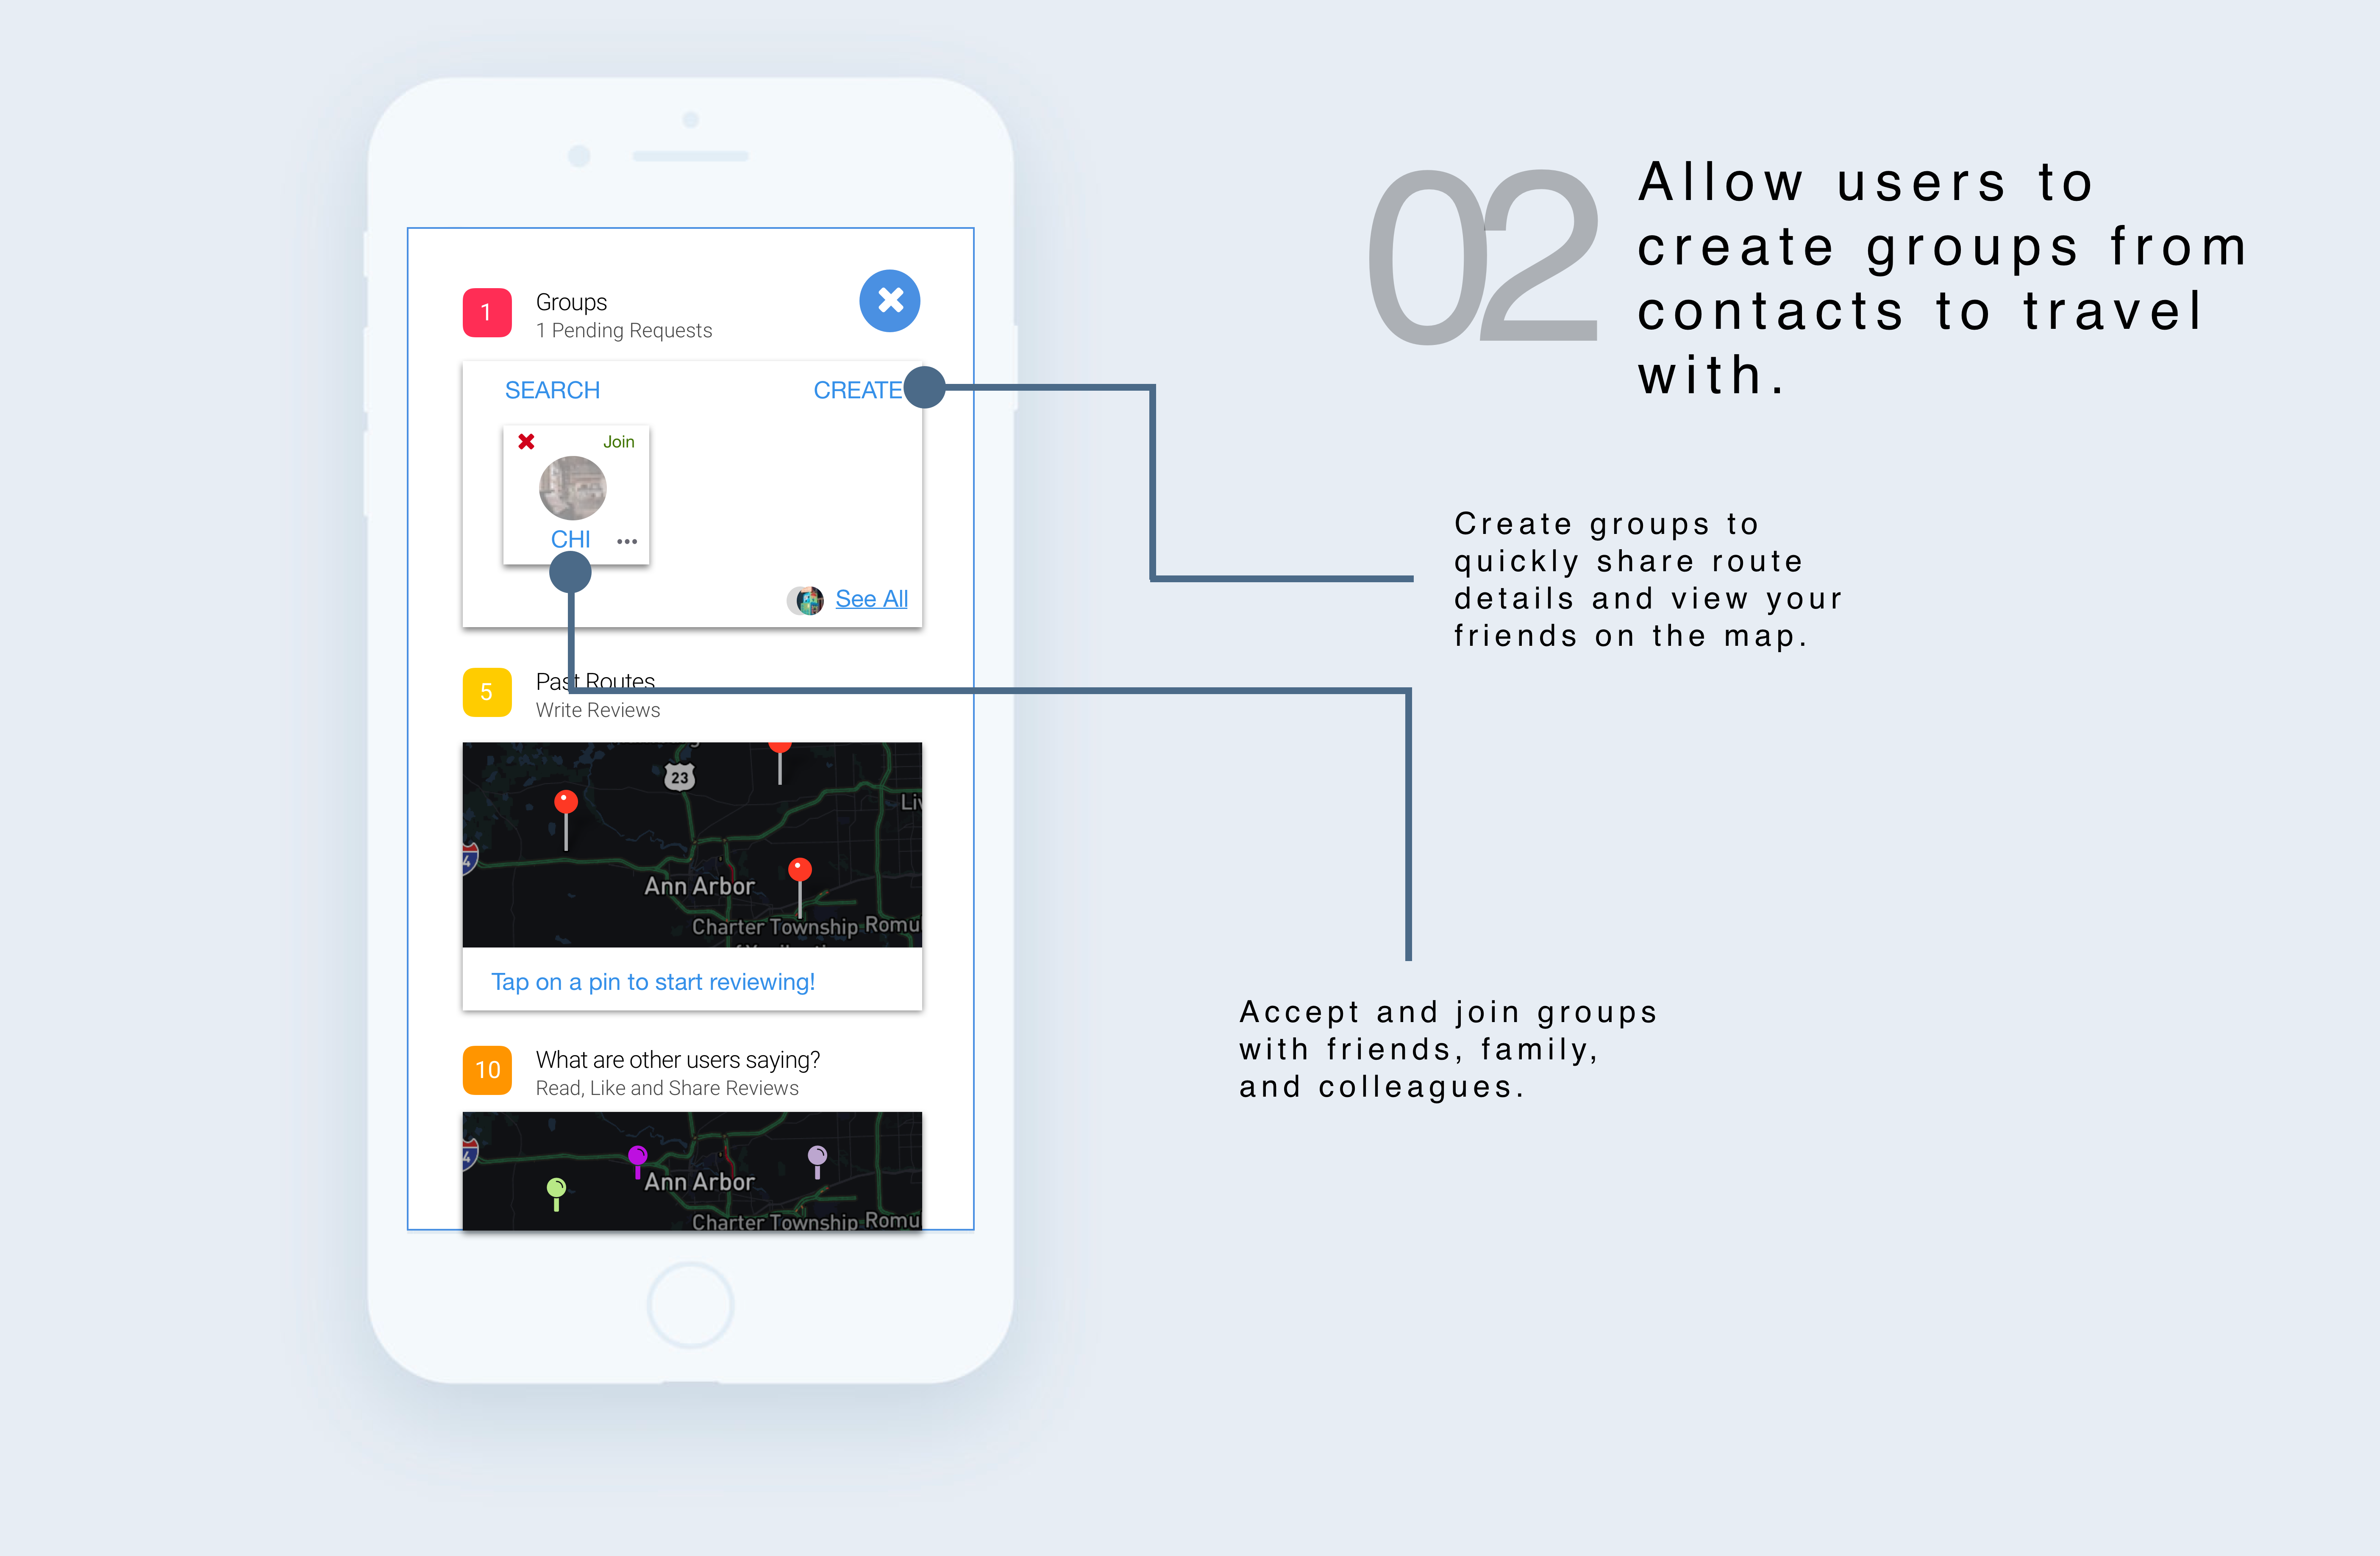 02
Allow users to
create groups from
contacts to travel
with.
1
Groups
1 Pending Requests
SEARCH
CREATE
Join
CHI
See All
Create groups to
quickly share route
details and view your
friends on the map.
5
Past Routes
Write Reviews
23
Liv
4
Ann Arbor
Charter Township
Romu
Tap on a pin to start reviewing!
Accept and join groups
with friends, family,
and colleagues.
10
What are other users saying?
Read, Like and Share Reviews
4
Ann Arbor
Charter Township
Romu